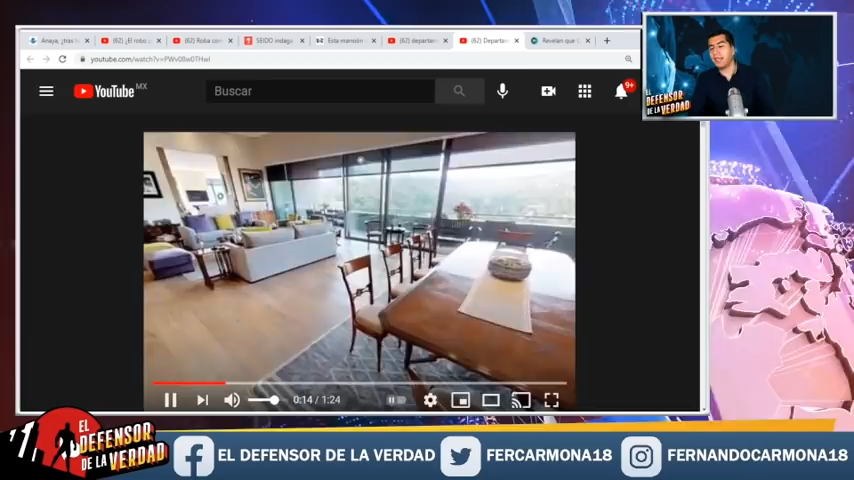 Anaya, ¿tras
(62) ¿El robo
(62) Roba con
SEIDO indaga
Esta mansión
(62) departam
(62) Departam
Revelan que
youtube.com/watch?v=
YouTube MX
Buscar
9+
EL
DEFENSOR
DE LA VERDAD
0:14 / 1:24
#1
EL
DEFENSOR
DE LA VERDAD
EL DEFENSOR DE LA VERDAD
FERCARMONA18
FERNANDOCARMONA18